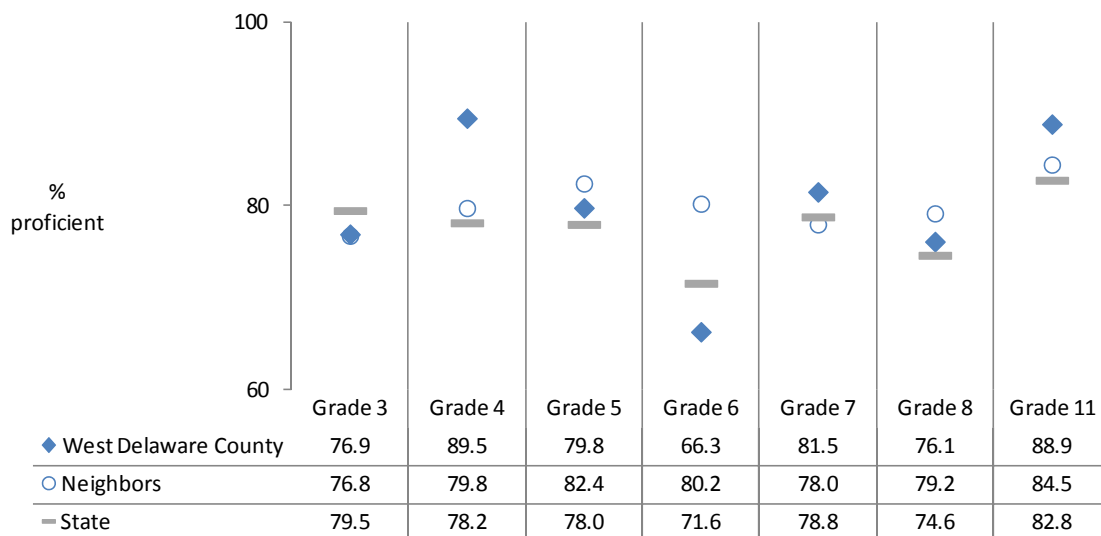 100
80
60
%
proficient
Grade 3 Grade 4 Grade 5 Grade 6 Grade 7 Grade 8 Grade 11
West Delaware County 76.9 89.5 79.8 66.3 81.5 76.1 88.9
Neighbors 76.8 79.8 82.4 80.2 78.0 79.2 84.5
State 79.5 78.2 78.0 71.6 78.8 74.6 82.8